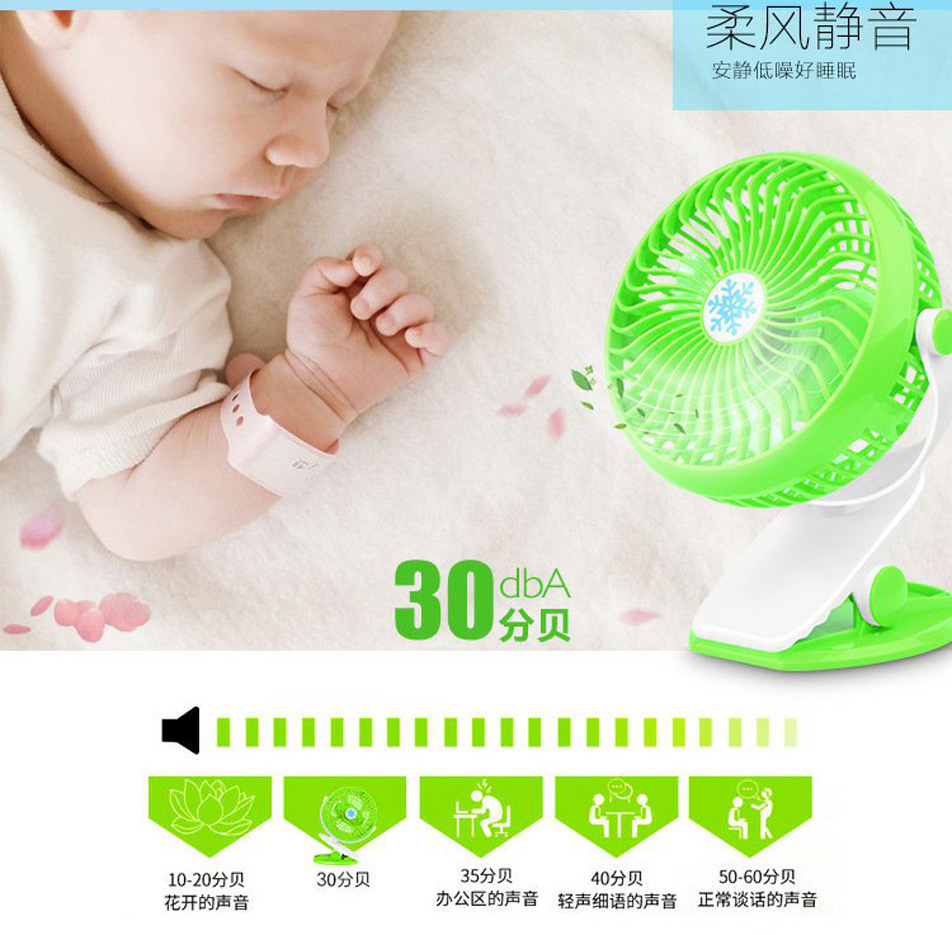 柔风静音
安静低噪好睡眠
30 dbA
分贝
10-20分贝
花开的声音
30分贝
35分贝
办公区的声音
40分贝
轻声细语的声音
50-60分贝
正常谈话的声音